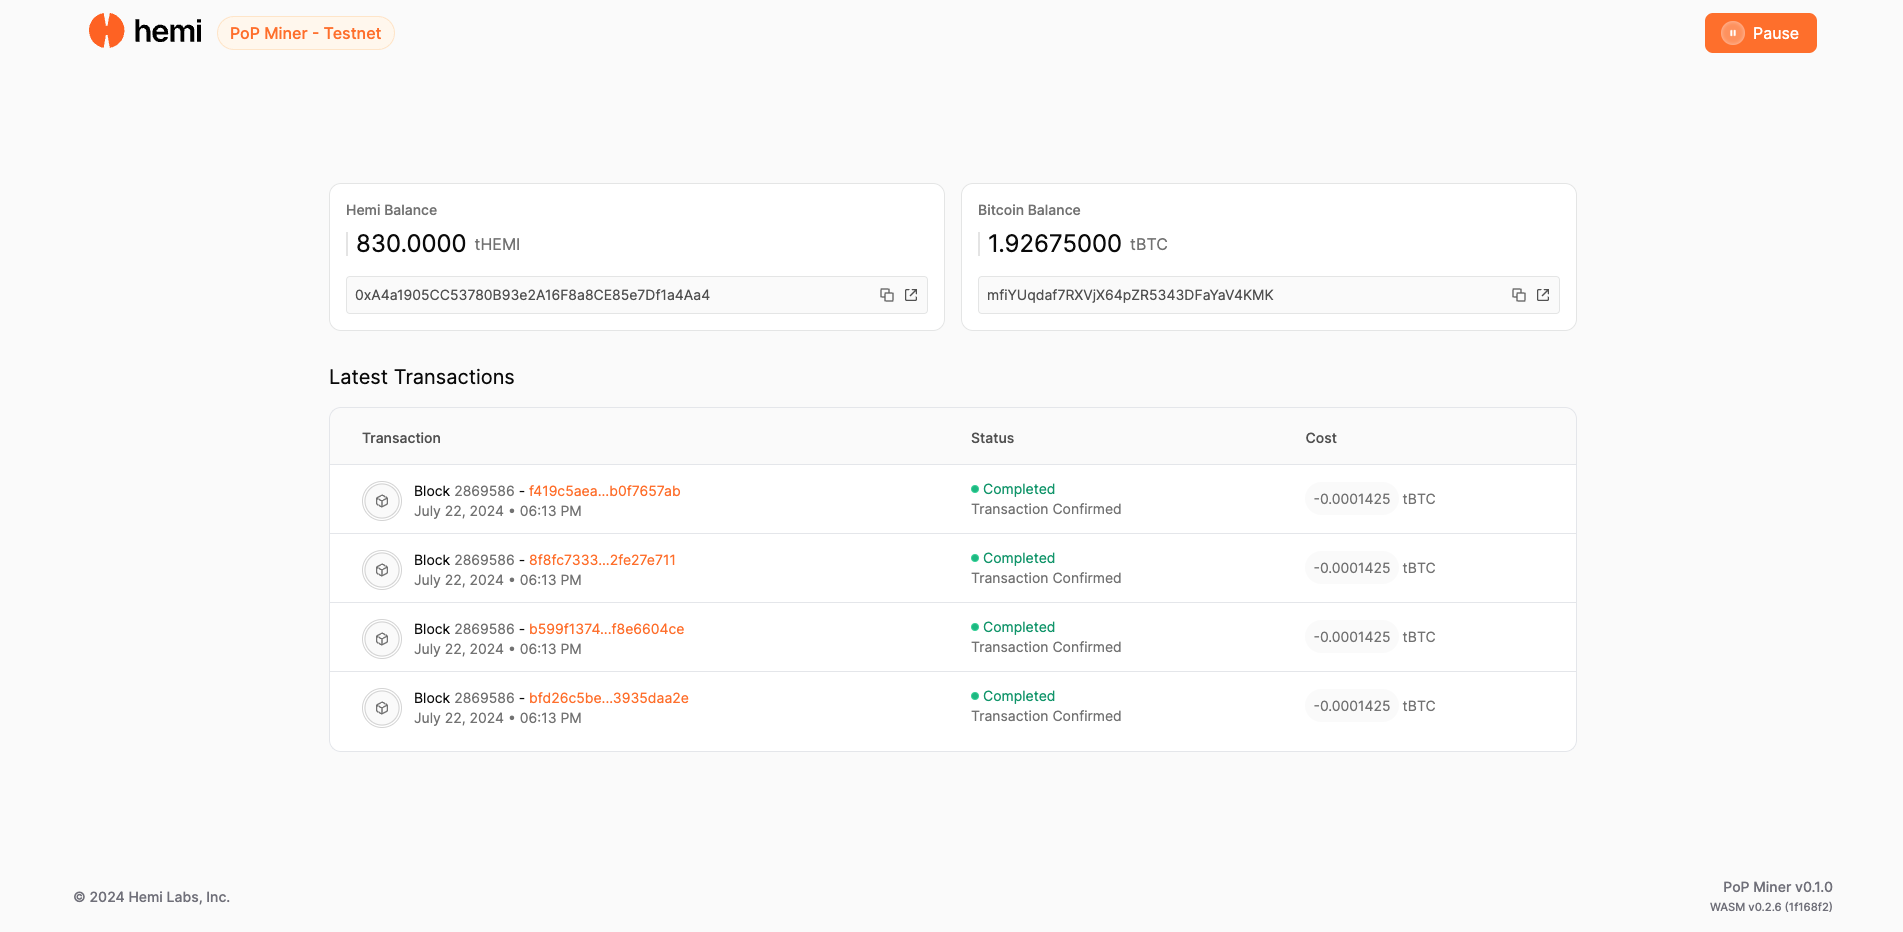 hemi
PoP Miner - Testnet
Pause
Hemi Balance
830.0000 tHEMI
0xA4a1905CC53780B93e2A16F8a8CE85e7Df1a4Aa4
Bitcoin Balance
1.92675000 tBTC
mfiYUqdaf7RXVjX64pZR5343DFaYaV4KMK
Latest Transactions
Transaction Status Cost
Block 2869586 - f419c5aea...b0f7657ab
July 22, 2024 • 06:13 PM
Completed
Transaction Confirmed
-0.0001425 tBTC
Block 2869586 - 8f8fc7333...2fe27e711
July 22, 2024 • 06:13 PM
Completed
Transaction Confirmed
-0.0001425 tBTC
Block 2869586 - b599f1374...f8e6604ce
July 22, 2024 • 06:13 PM
Completed
Transaction Confirmed
-0.0001425 tBTC
Block 2869586 - bfd26c5be...3935daa2e
July 22, 2024 • 06:13 PM
Completed
Transaction Confirmed
-0.0001425 tBTC
© 2024 Hemi Labs, Inc.
PoP Miner v0.1.0
WASM v0.2.6 (1f168f2)